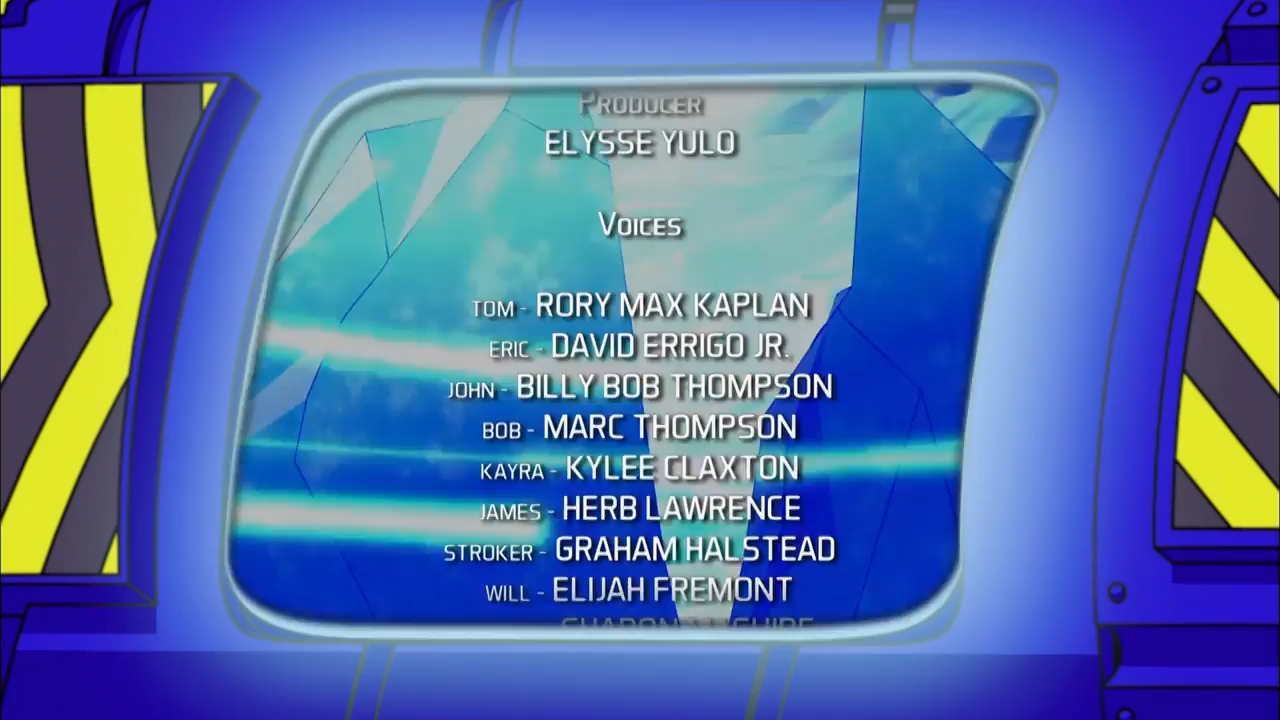 PRODUCER
ELYSSE YULO
VOICES
TOM - RORY MAX KAPLAN
ERIC - DAVID ERRIGO JR.
JOHN - BILLY BOB THOMPSON
BOB - MARC THOMPSON
KAYRA - KYLEE CLAXTON
JAMES - HERB LAWRENCE
STROKER - GRAHAM HALSTEAD
WILL - ELIJAH FREMONT